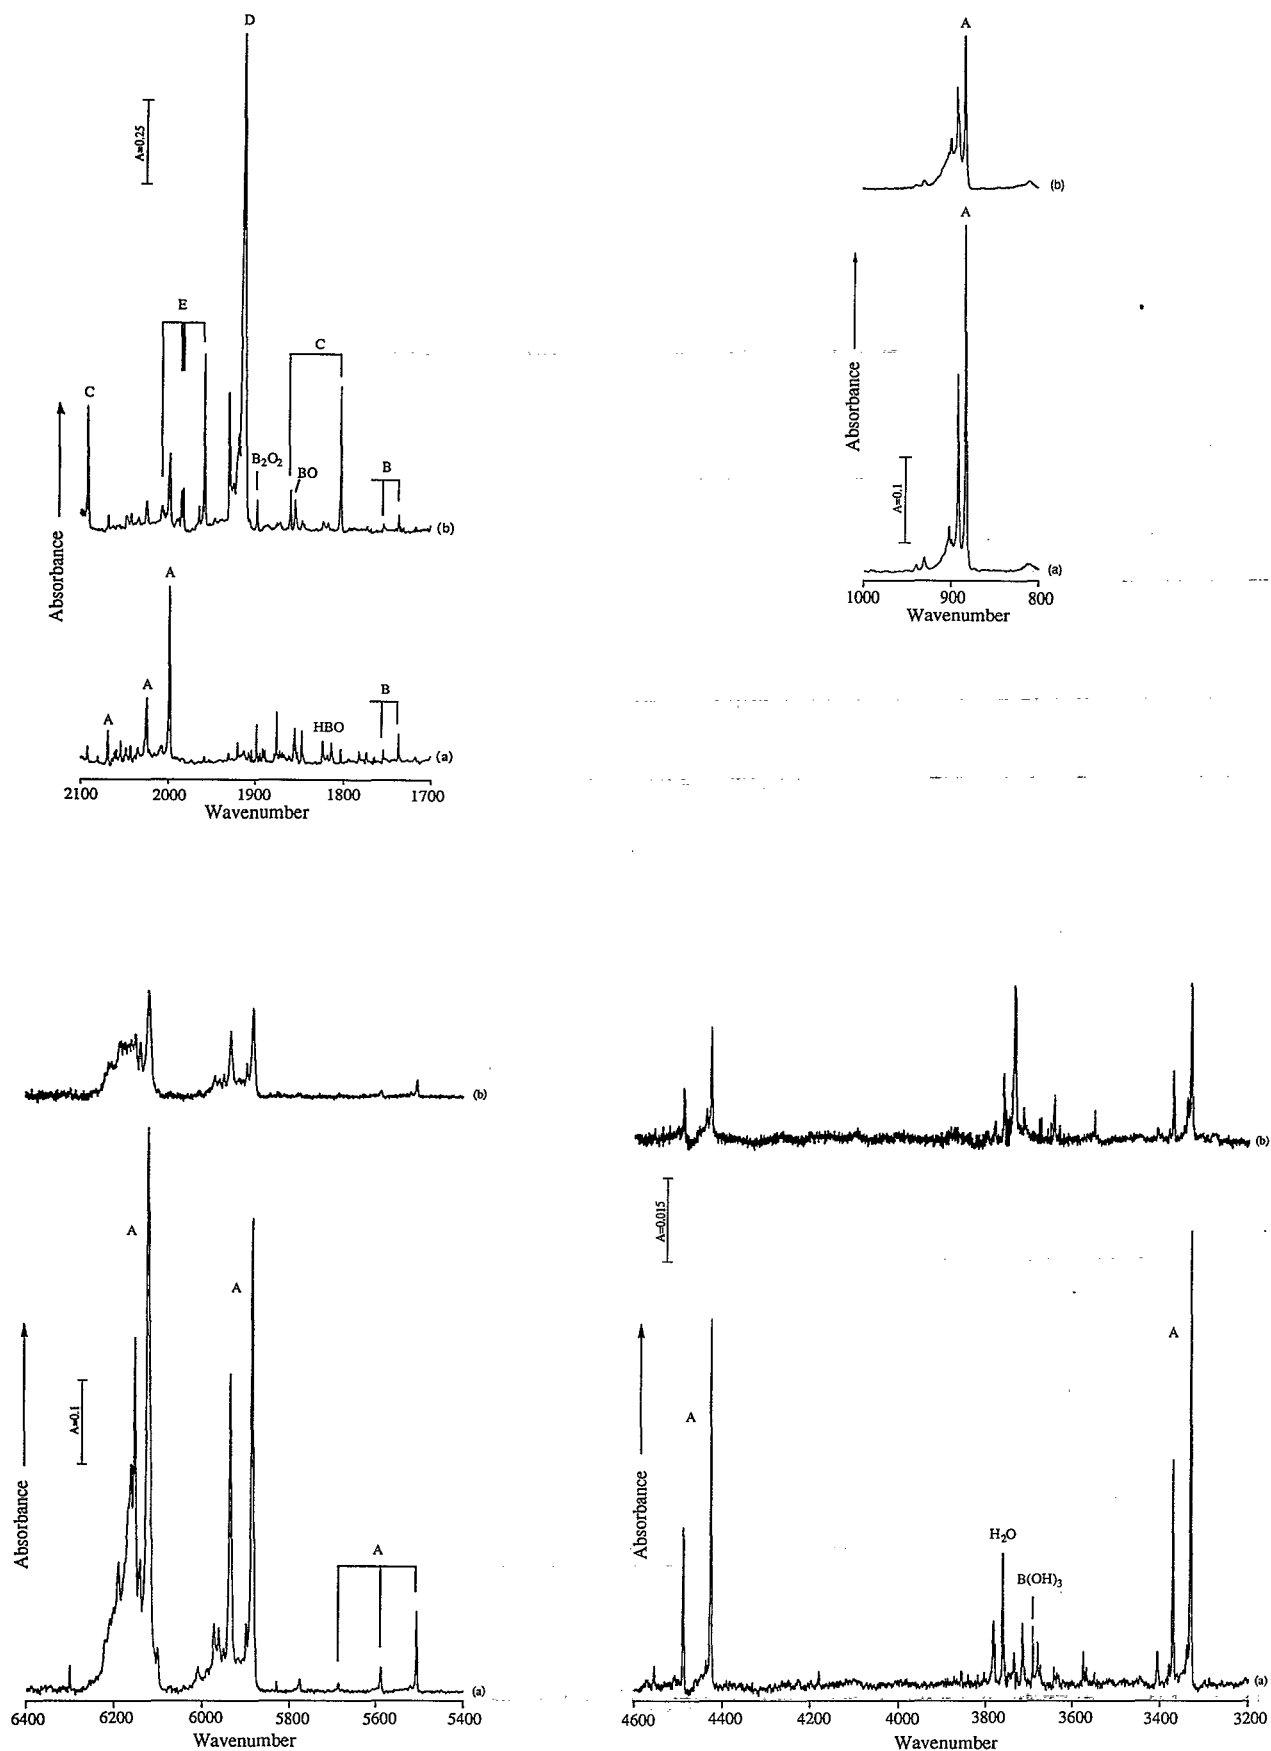 D
A=0.25
E
C
C
B₂O₂
BO
B
(b)
Absorbance
A
A
A
HBO
B
(a)
2100 2000 1900 1800 1700
Wavenumber
A
(b)
A
Absorbance
A=0.1
(a)
1000 900 800
Wavenumber
(b)
A
A
A=0.1
Absorbance
A
(a)
6400 6200 6000 5800 5600 5400
Wavenumber
(b)
A=0.015
A
A
Absorbance
H₂O
B(OH)₃
(a)
4600 4400 4200 4000 3800 3600 3400 3200
Wavenumber